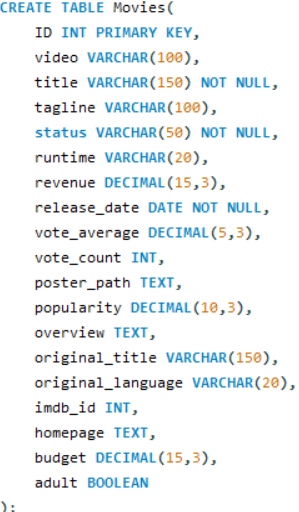 CREATE TABLE Movies(
ID INT PRIMARY KEY,
video VARCHAR(100),
title VARCHAR(150) NOT NULL,
tagline VARCHAR(100),
status VARCHAR(50) NOT NULL,
runtime VARCHAR(20),
revenue DECIMAL(15,3),
release_date DATE NOT NULL,
vote_average DECIMAL(5,3),
vote_count INT,
poster_path TEXT,
popularity DECIMAL(10,3),
overview TEXT,
original_title VARCHAR(150),
original_language VARCHAR(20),
imdb_id INT,
homepage TEXT,
budget DECIMAL(15,3),
adult BOOLEAN
);